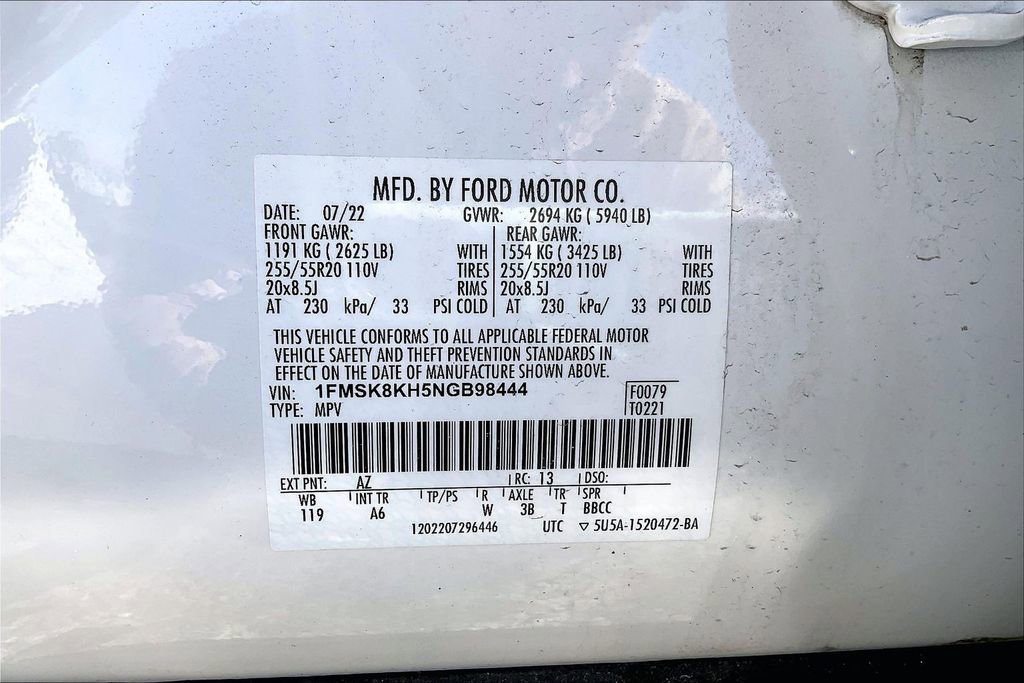 MFD. BY FORD MOTOR CO.
DATE: 07/22 GVWR: 2694 KG ( 5940 LB)
FRONT GAWR: REAR GAWR:
1191 KG ( 2625 LB) WITH 1554 KG ( 3425 LB) WITH
255/55R20 110V TIRES 255/55R20 110V TIRES
20x8.5J RIMS 20x8.5J RIMS
AT 230 kPa/ 33 PSI COLD AT 230 kPa/ 33 PSI COLD
THIS VEHICLE CONFORMS TO ALL APPLICABLE FEDERAL MOTOR
VEHICLE SAFETY AND THEFT PREVENTION STANDARDS IN
EFFECT ON THE DATE OF MANUFACTURE SHOWN ABOVE.
VIN: 1FMSK8KH5NGB98444 F0079
TYPE: MPV T0221
EXT PNT: AZ RC: 13 DSO:
WB INT TR TP/PS R AXLE TR SPR
119 A6 W 3B T BBCC
1202207296446 UTC ▽ 5U5A-1520472-BA